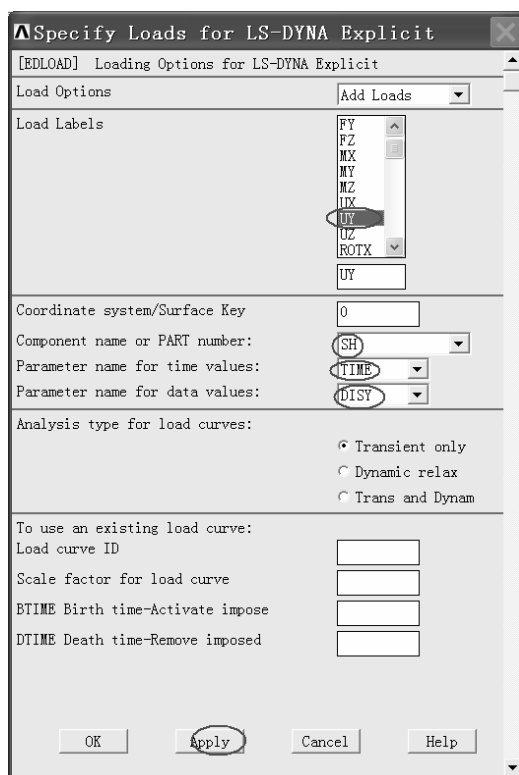 Specify Loads for LS-DYNA Explicit
[EDLOAD] Loading Options for LS-DYNA Explicit
Load Options Add Loads
Load Labels
FY
FZ
MX
MY
MZ
UX
UY
UZ
ROTX
UY
Coordinate system/Surface Key 0
Component name or PART number: SH
Parameter name for time values: TIME
Parameter name for data values: DISY
Analysis type for load curves:
Transient only
Dynamic relax
Trans and Dynam
To use an existing load curve:
Load curve ID
Scale factor for load curve
BTIME Birth time-Activate impose
DTIME Death time-Remove imposed
OK Apply Cancel Help